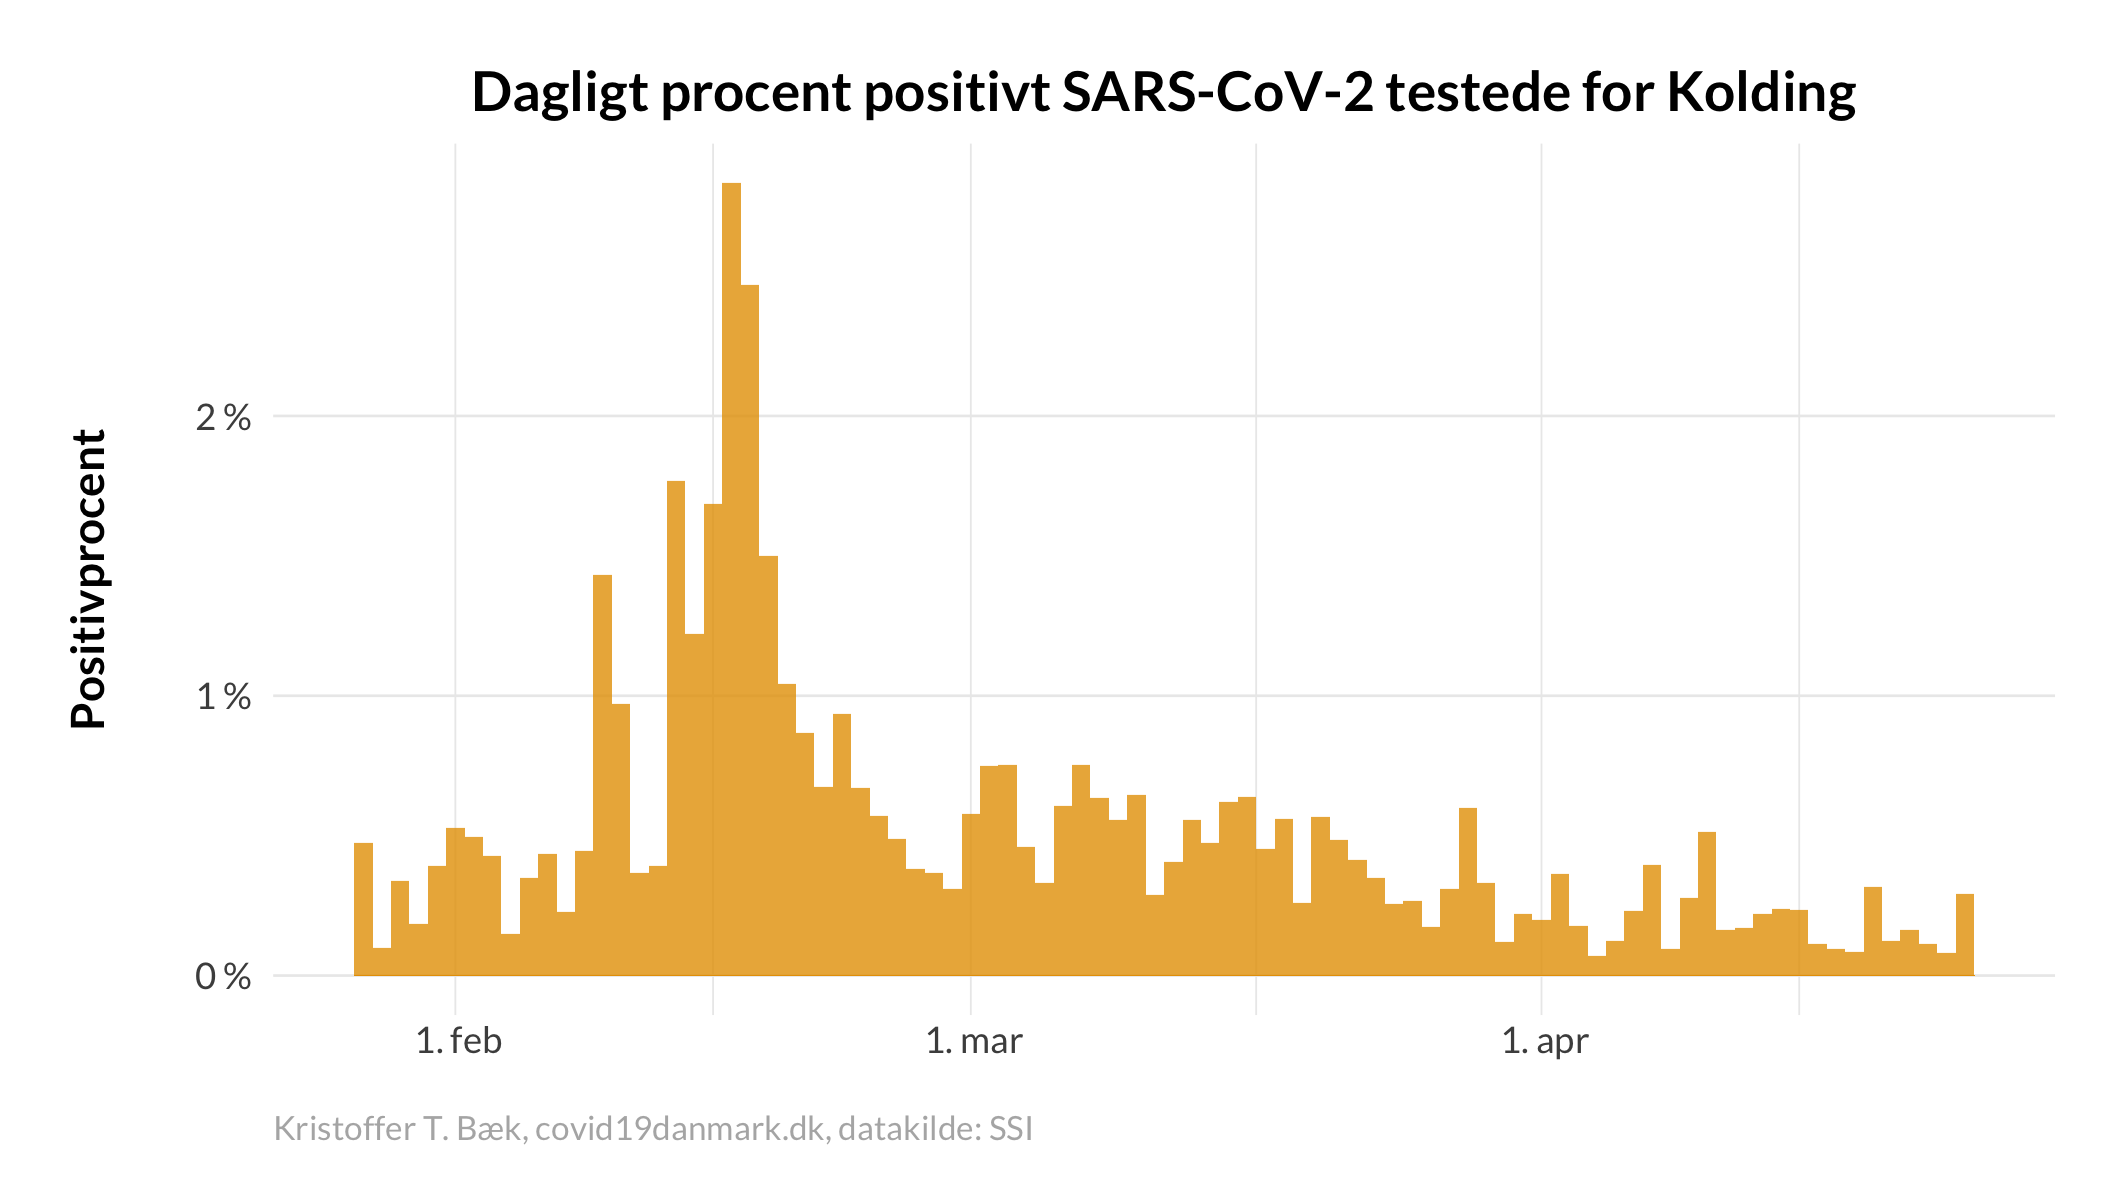 Dagligt procent positivt SARS-CoV-2 testede for Kolding
Positivprocent
2 %
1 %
0 %
1. feb
1. mar
1. apr
Kristoffer T. Bæk, covid19danmark.dk, datakilde: SSI